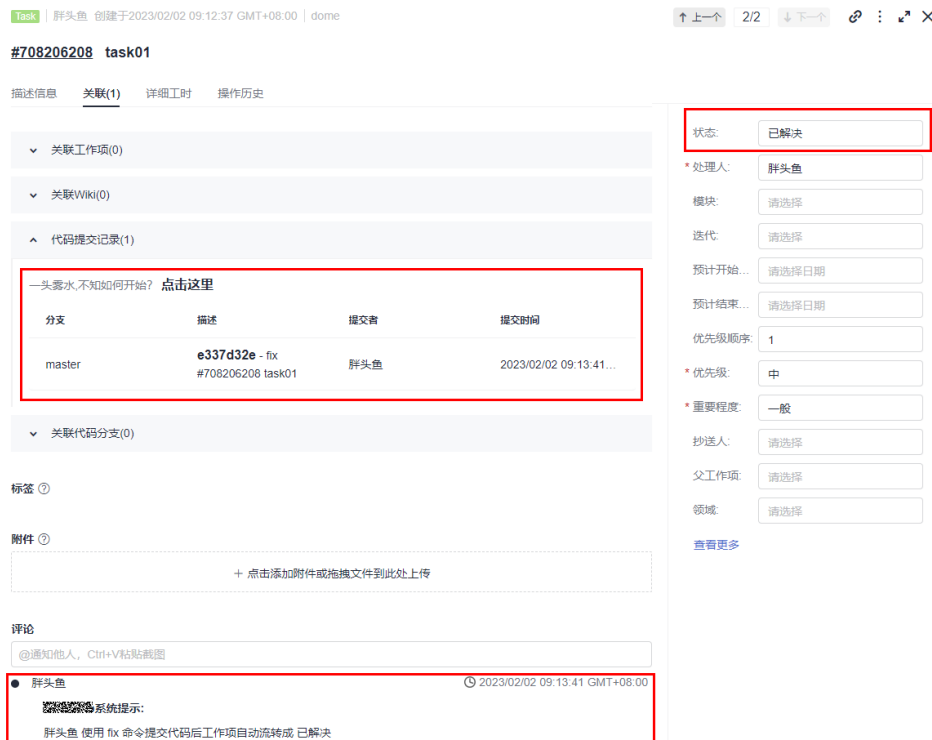 Task 胖头鱼 创建于2023/02/02 09:12:37 GMT+08:00 dome
上一个 2/2 下一个
#708206208 task01
描述信息 关联(1) 详细工时 操作历史
关联工作项(0)
关联Wiki(0)
代码提交记录(1)
一头雾水,不知如何开始? 点击这里
分支 描述 提交者 提交时间
master e337d32e - fix #708206208 task01 胖头鱼 2023/02/02 09:13:41...
关联代码分支(0)
标签
附件
+ 点击添加附件或拖拽文件到此处上传
评论
@通知他人，Ctrl+V粘贴截图
胖头鱼 2023/02/02 09:13:41 GMT+08:00
系统提示:
胖头鱼 使用 fix 命令提交代码后工作项自动流转成 已解决
状态: 已解决
* 处理人: 胖头鱼
模块: 请选择
迭代: 请选择
预计开始... 请选择日期
预计结束... 请选择日期
优先级顺序: 1
* 优先级: 中
* 重要程度: 一般
抄送人: 请选择
父工作项: 请选择
领域: 请选择
查看更多